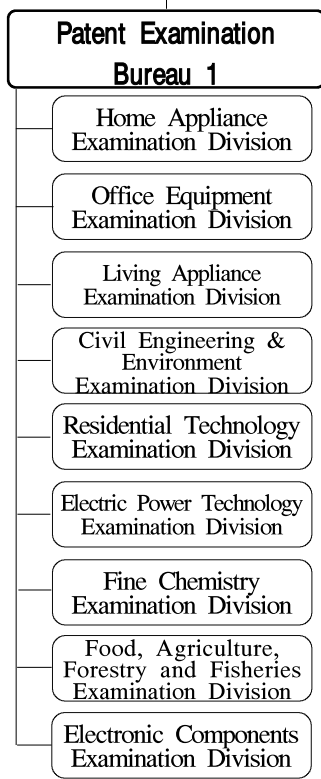 Patent Examination
Bureau 1
Home Appliance
Examination Division
Office Equipment
Examination Division
Living Appliance
Examination Division
Civil Engineering &
Environment
Examination Division
Residential Technology
Examination Division
Electric Power Technology
Examination Division
Fine Chemistry
Examination Division
Food, Agriculture,
Forestry and Fisheries
Examination Division
Electronic Components
Examination Division